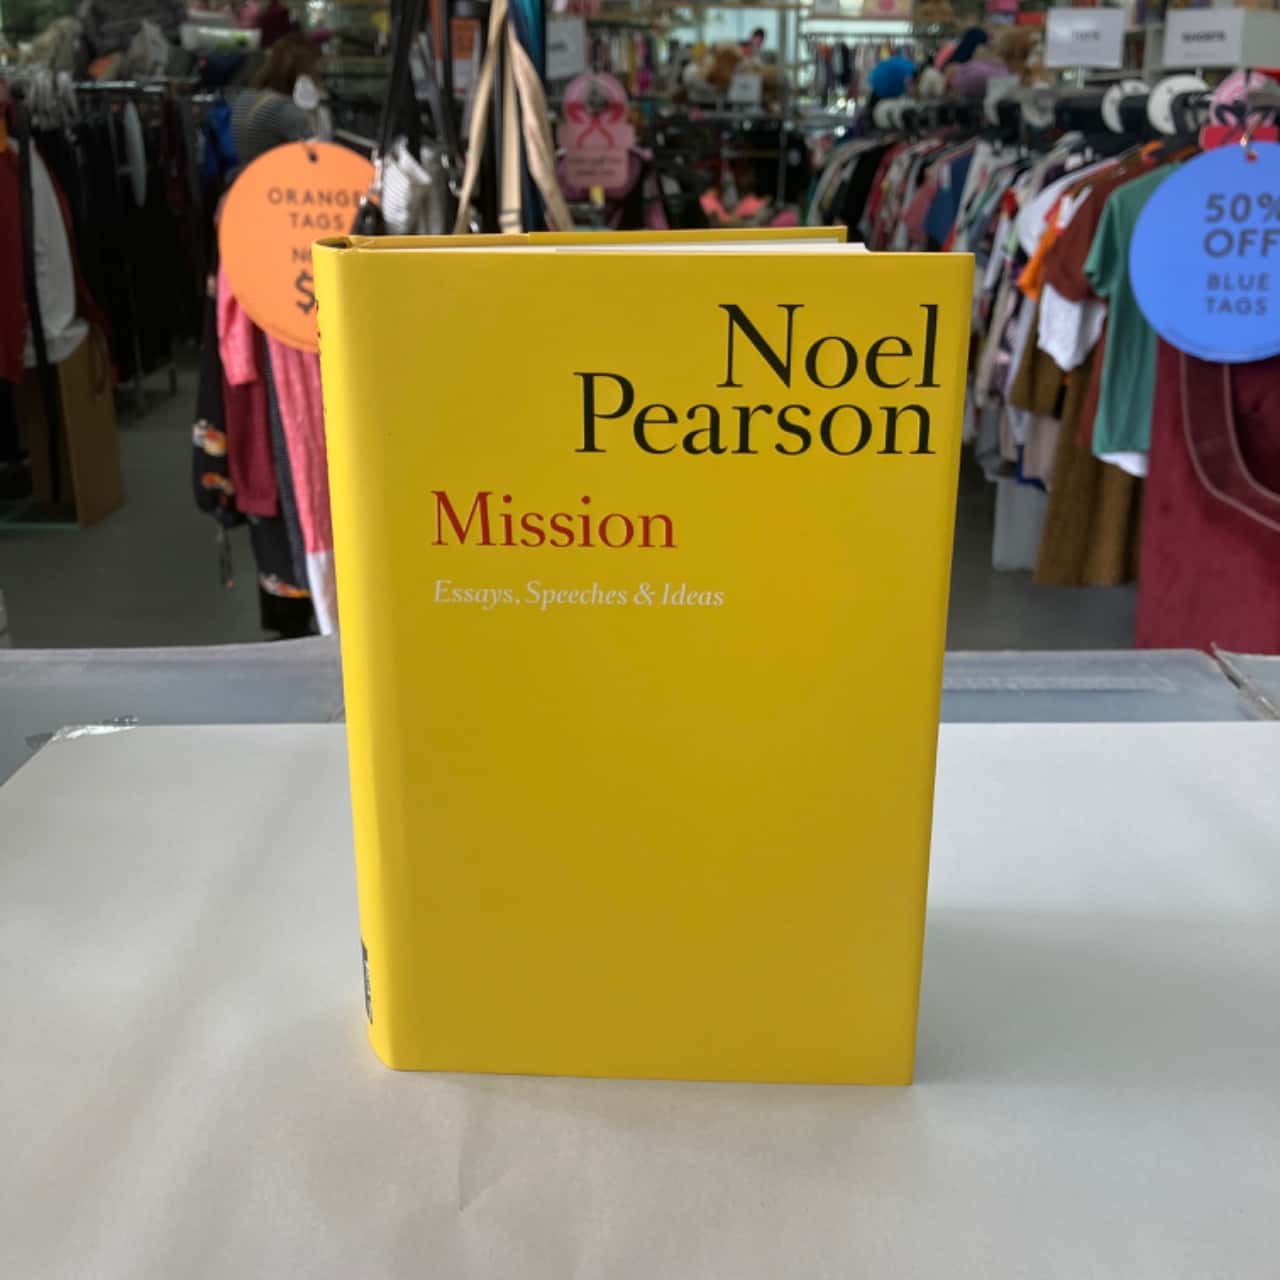 Noel
Pearson
Mission
Essays, Speeches & Ideas
ORANGE
TAGS
$
50%
OFF
BLUE
TAGS